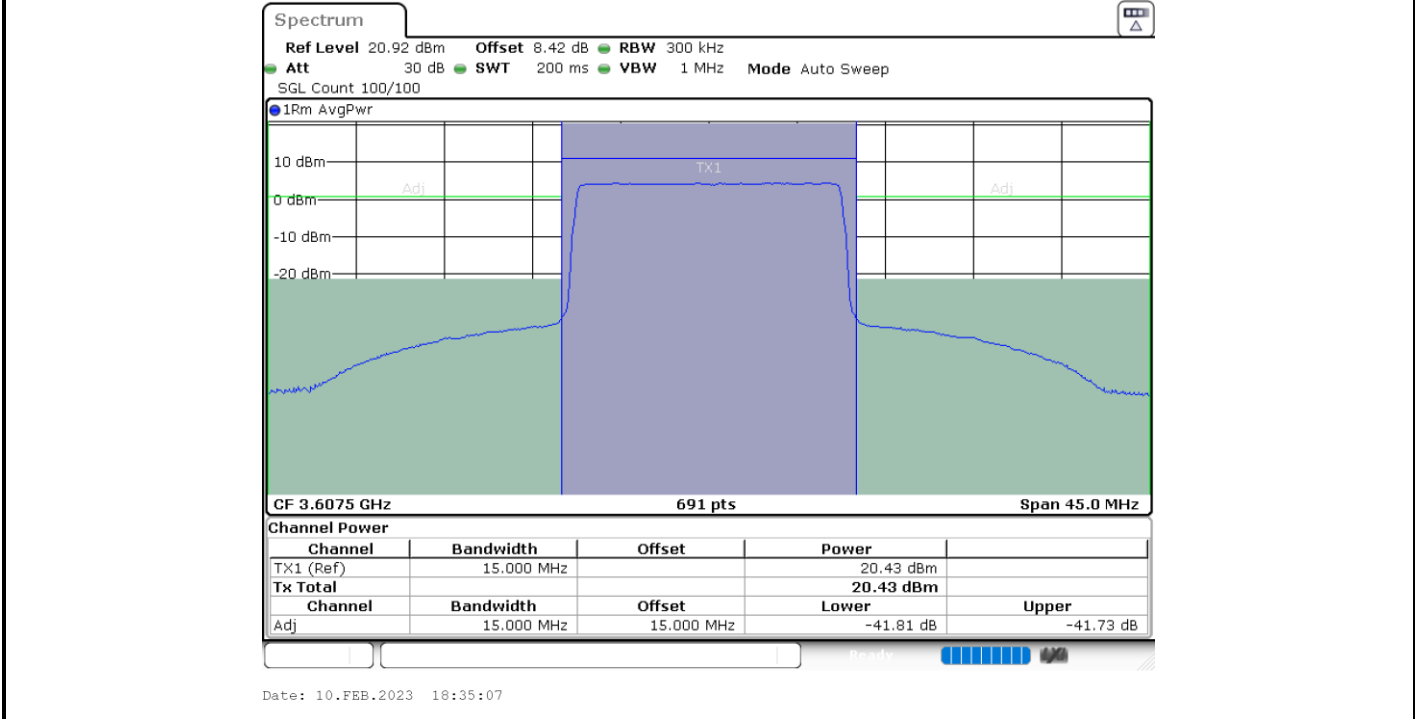 Spectrum
Ref Level 20.92 dBm Offset 8.42 dB RBW 300 kHz
Att 30 dB SWT 200 ms VBW 1 MHz Mode Auto Sweep
SGL Count 100/100
1Rm AvgPwr
10 dBm
TX1
Adj Adj
0 dBm
-10 dBm
-20 dBm
CF 3.6075 GHz 691 pts Span 45.0 MHz
Channel Power
Channel Bandwidth Offset Power
TX1 (Ref) 15.000 MHz 20.43 dBm
Tx Total 20.43 dBm
Channel Bandwidth Offset Lower Upper
Adj 15.000 MHz 15.000 MHz -41.81 dB -41.73 dB
Ready
Date: 10.FEB.2023 18:35:07